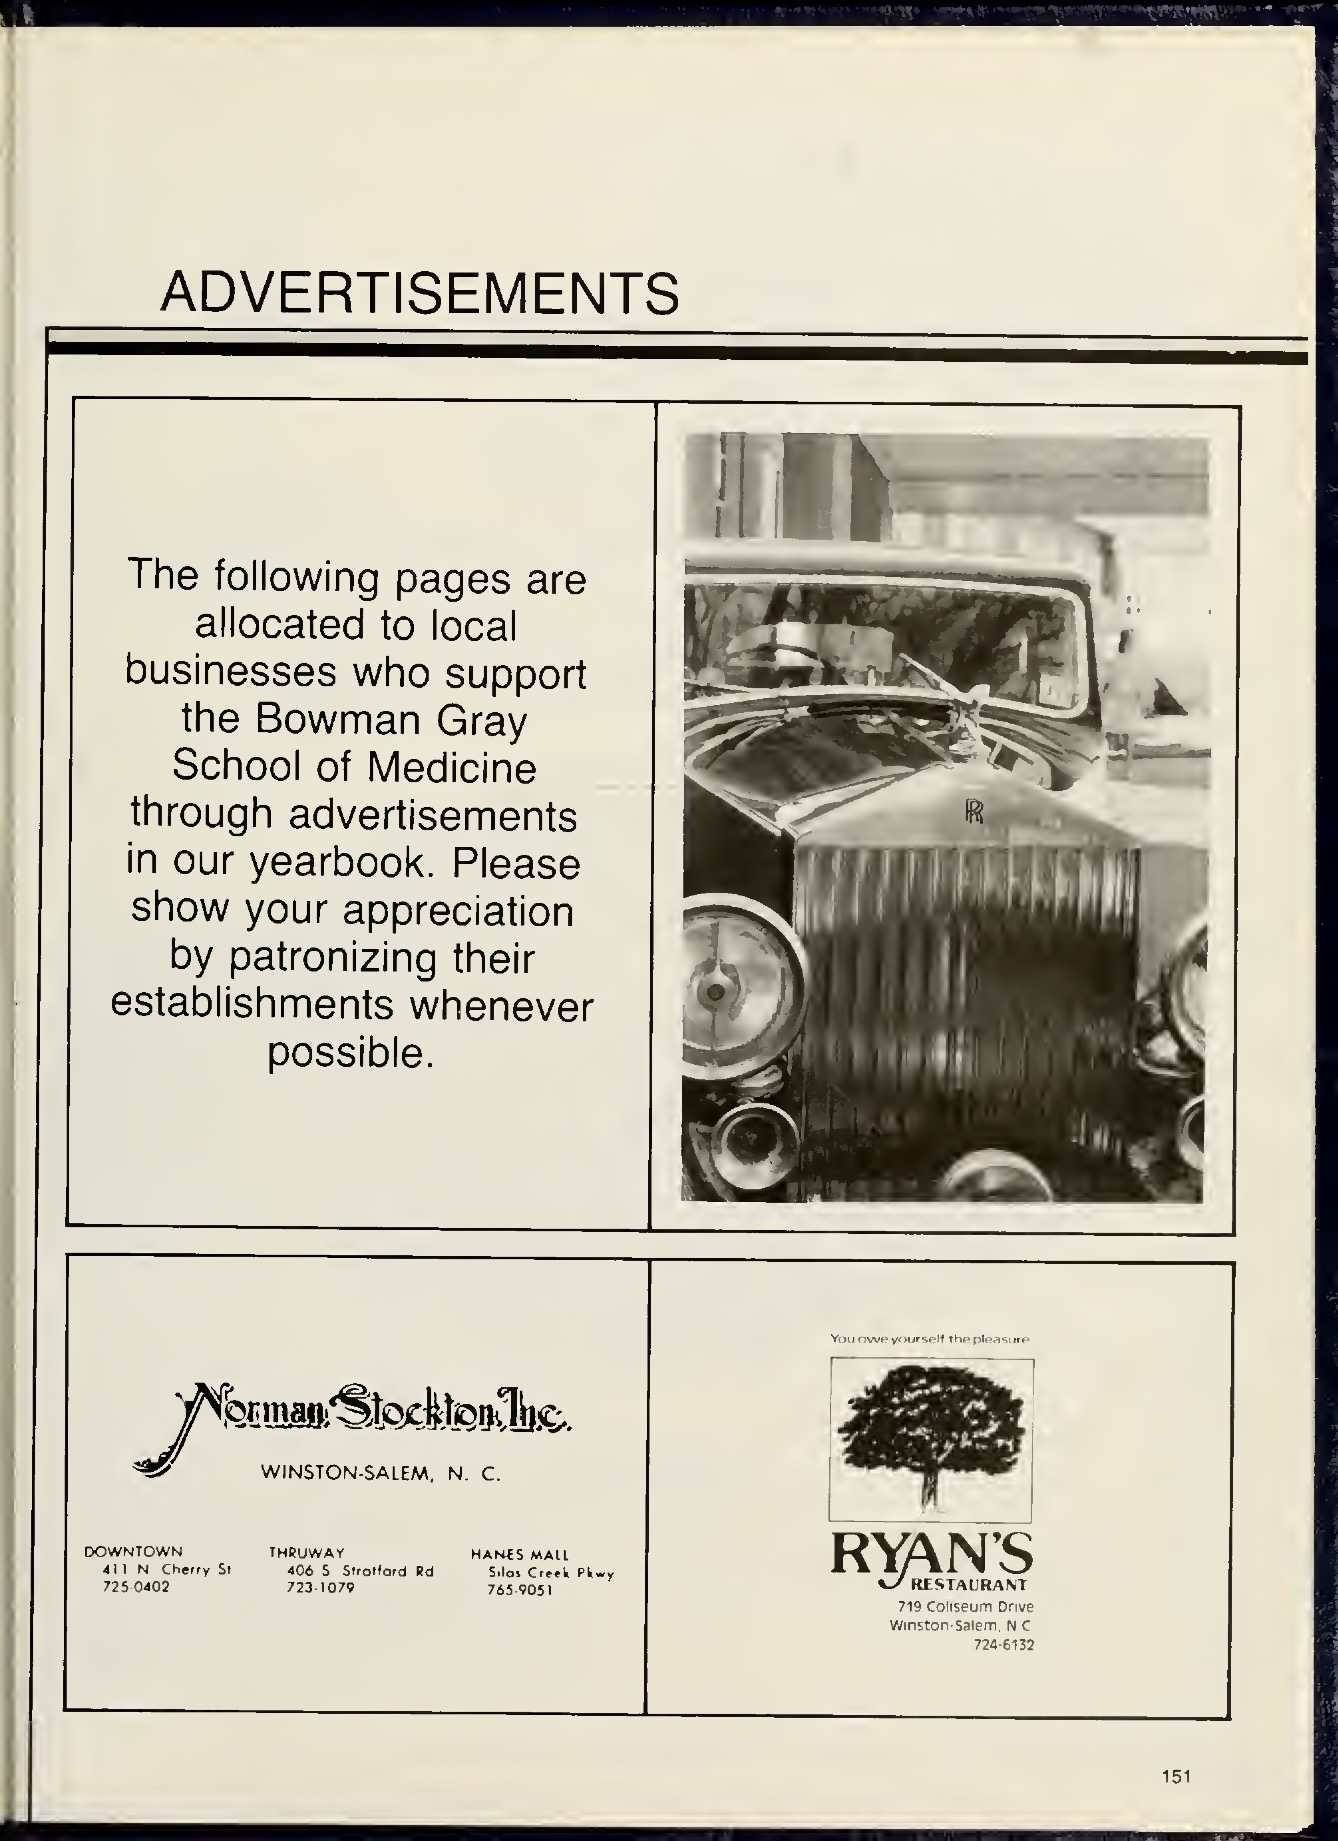 ADVERTISEMENTS
The following pages are
allocated to local
businesses who support
the Bowman Gray
School of Medicine
through advertisements
in our yearbook. Please
show your appreciation
by patronizing their
establishments whenever
possible.
RR
Norman Stockton, Inc.
WINSTON-SALEM, N. C.
DOWNTOWN
411 N Cherry St
725-0402
THRUWAY
406 S Stratford Rd
723-1079
HANES MALL
Silas Creek Pkwy
765-9051
You owe yourself the pleasure
RYAN'S
RESTAURANT
719 Coliseum Drive
Winston-Salem, N C
724-6132
151